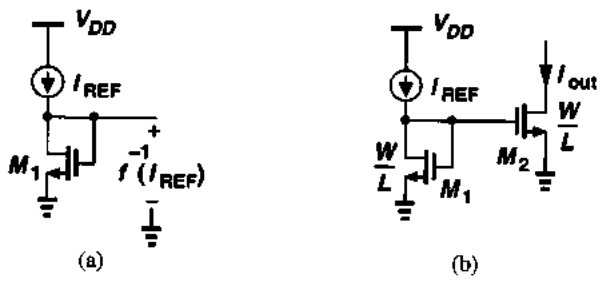 V_DD
I_REF
M_1
+
f^{-1}(I_REF)
−
(a)
V_DD
I_REF
I_out
W/L
M_1
W/L
M_2
(b)